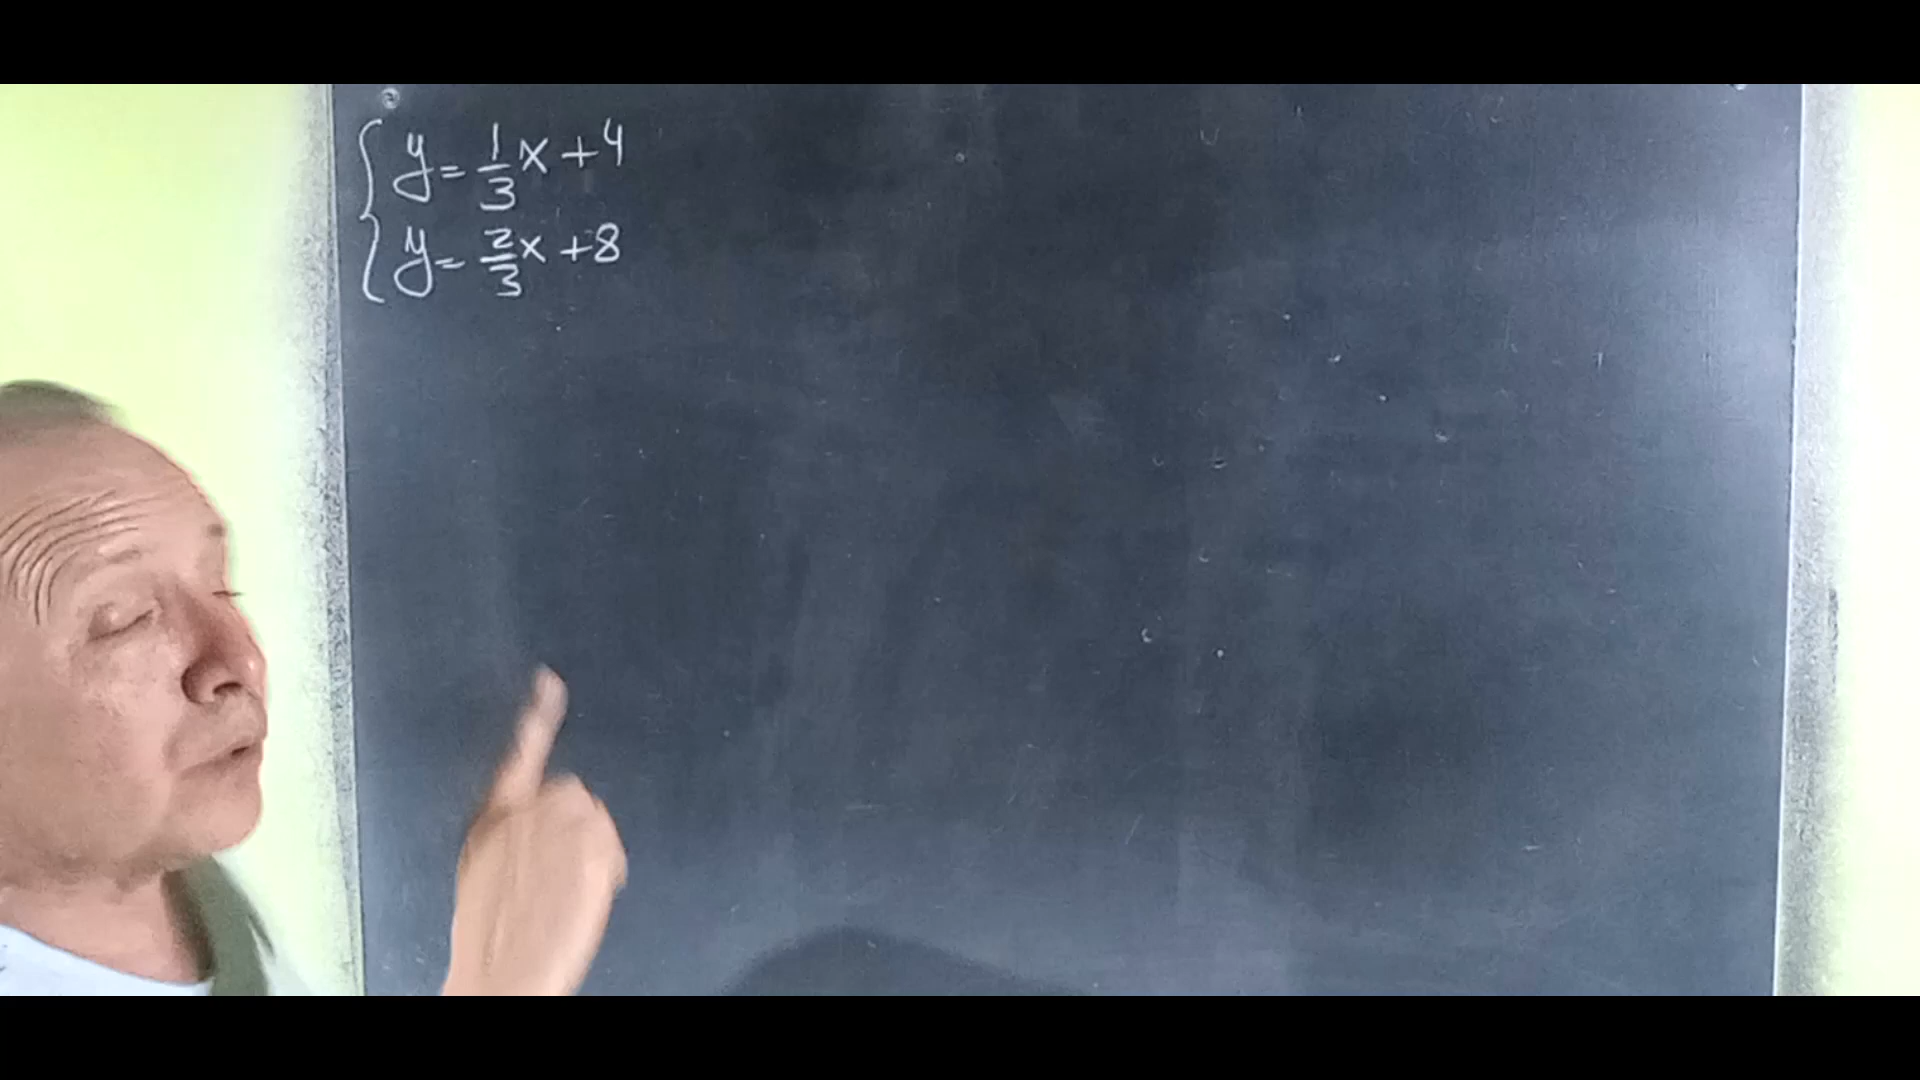 y = 1/3 x + 4
y = 2/3 x + 8